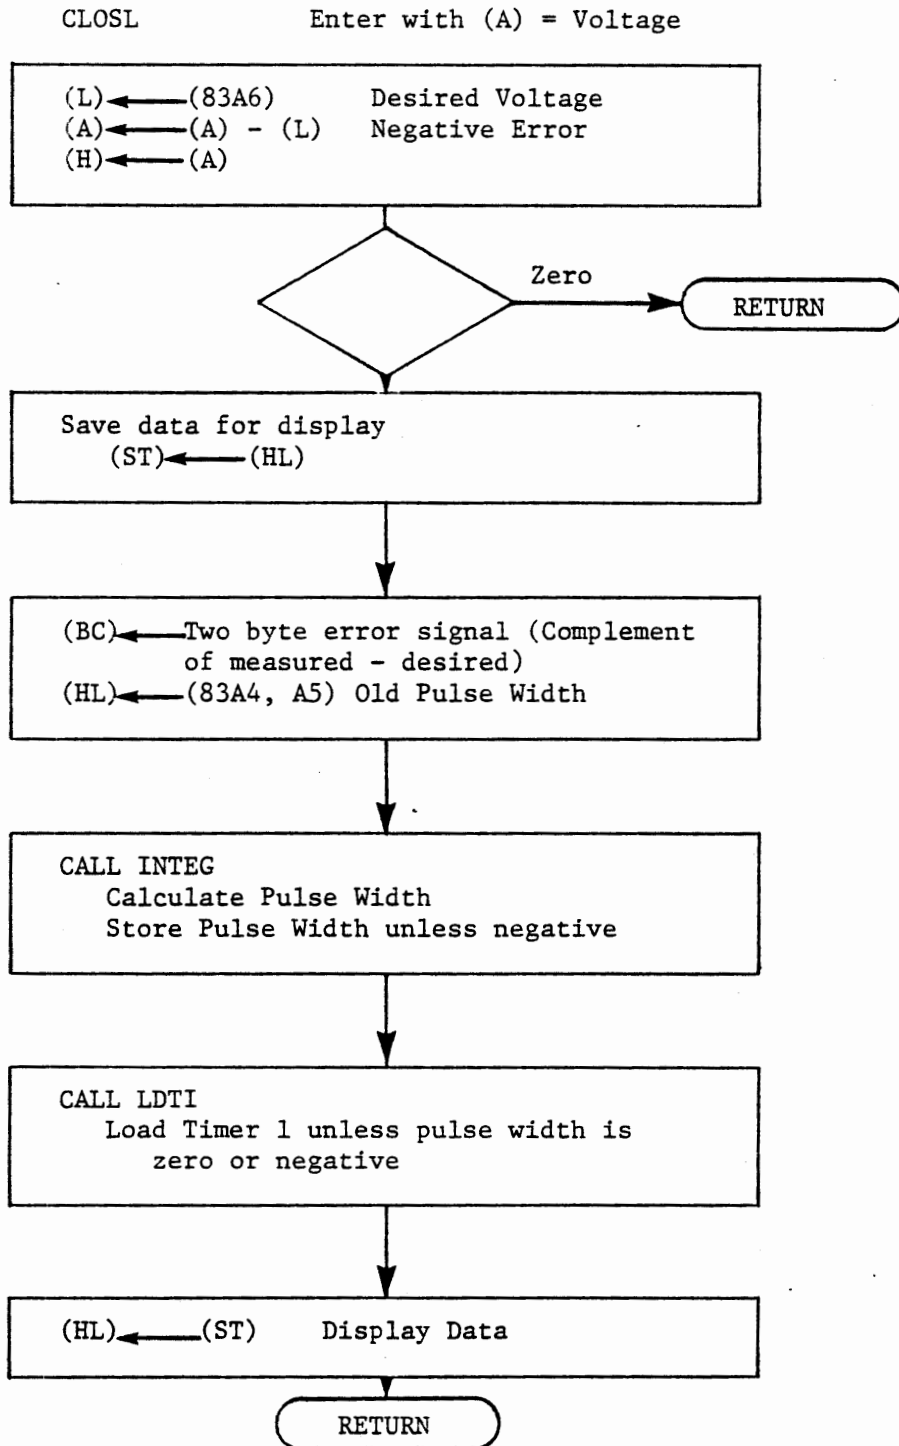 CLOSL Enter with (A) = Voltage
(L) (83A6) Desired Voltage
(A) (A) - (L) Negative Error
(H) (A)
Zero
RETURN
Save data for display
(ST) (HL)
(BC) Two byte error signal (Complement
of measured - desired)
(HL) (83A4, A5) Old Pulse Width
CALL INTEG
Calculate Pulse Width
Store Pulse Width unless negative
CALL LDTI
Load Timer 1 unless pulse width is
zero or negative
(HL) (ST) Display Data
RETURN